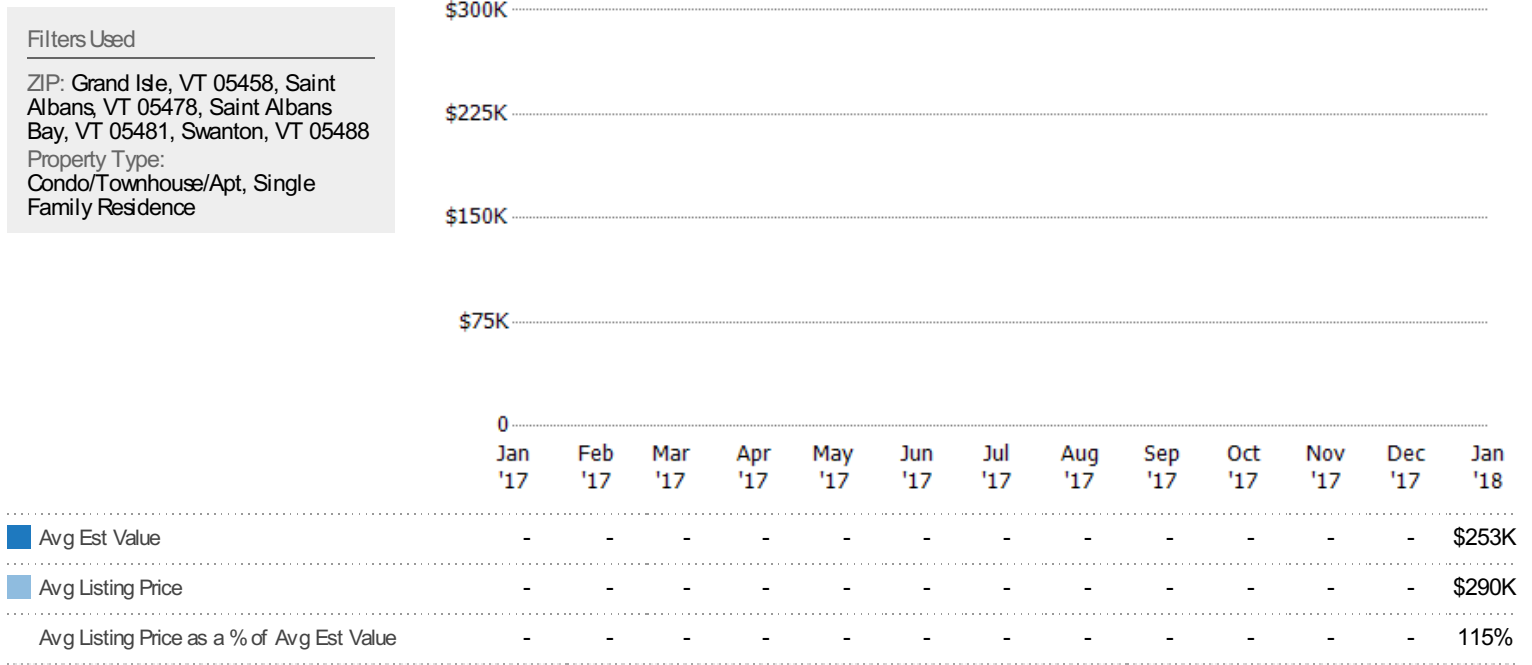 Filters Used
ZIP: Grand Isle, VT 05458, Saint
Albans, VT 05478, Saint Albans
Bay, VT 05481, Swanton, VT 05488
Property Type:
Condo/Townhouse/Apt, Single
Family Residence
$300K
$225K
$150K
$75K
0
Jan Feb Mar Apr May Jun Jul Aug Sep Oct Nov Dec Jan
'17 '17 '17 '17 '17 '17 '17 '17 '17 '17 '17 '17 '18
Avg Est Value - - - - - - - - - - - - $253K
Avg Listing Price - - - - - - - - - - - - $290K
Avg Listing Price as a % of Avg Est Value - - - - - - - - - - - - 115%